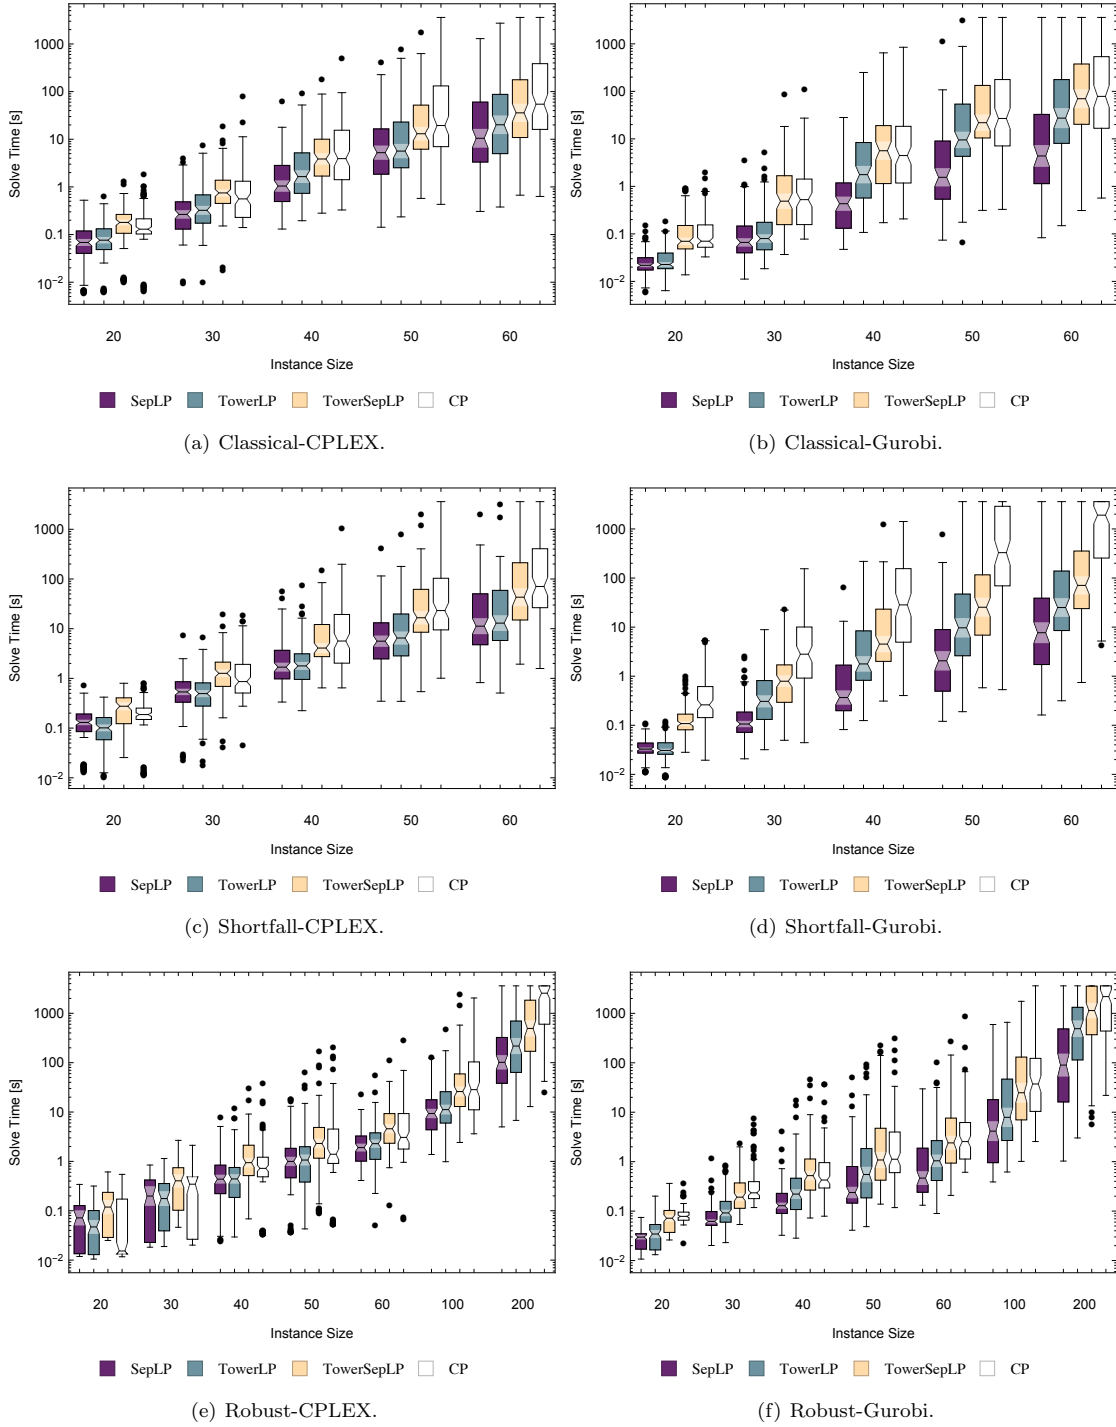 Solve Time [s]
1000
100
10
1
0.1
10⁻²
20 30 40 50 60
Instance Size
SepLP TowerLP TowerSepLP CP
(a) Classical-CPLEX.
Solve Time [s]
1000
100
10
1
0.1
10⁻²
20 30 40 50 60
Instance Size
SepLP TowerLP TowerSepLP CP
(b) Classical-Gurobi.
Solve Time [s]
1000
100
10
1
0.1
10⁻²
20 30 40 50 60
Instance Size
SepLP TowerLP TowerSepLP CP
(c) Shortfall-CPLEX.
Solve Time [s]
1000
100
10
1
0.1
10⁻²
20 30 40 50 60
Instance Size
SepLP TowerLP TowerSepLP CP
(d) Shortfall-Gurobi.
Solve Time [s]
1000
100
10
1
0.1
10⁻²
20 30 40 50 60 100 200
Instance Size
SepLP TowerLP TowerSepLP CP
(e) Robust-CPLEX.
Solve Time [s]
1000
100
10
1
0.1
10⁻²
20 30 40 50 60 100 200
Instance Size
SepLP TowerLP TowerSepLP CP
(f) Robust-Gurobi.